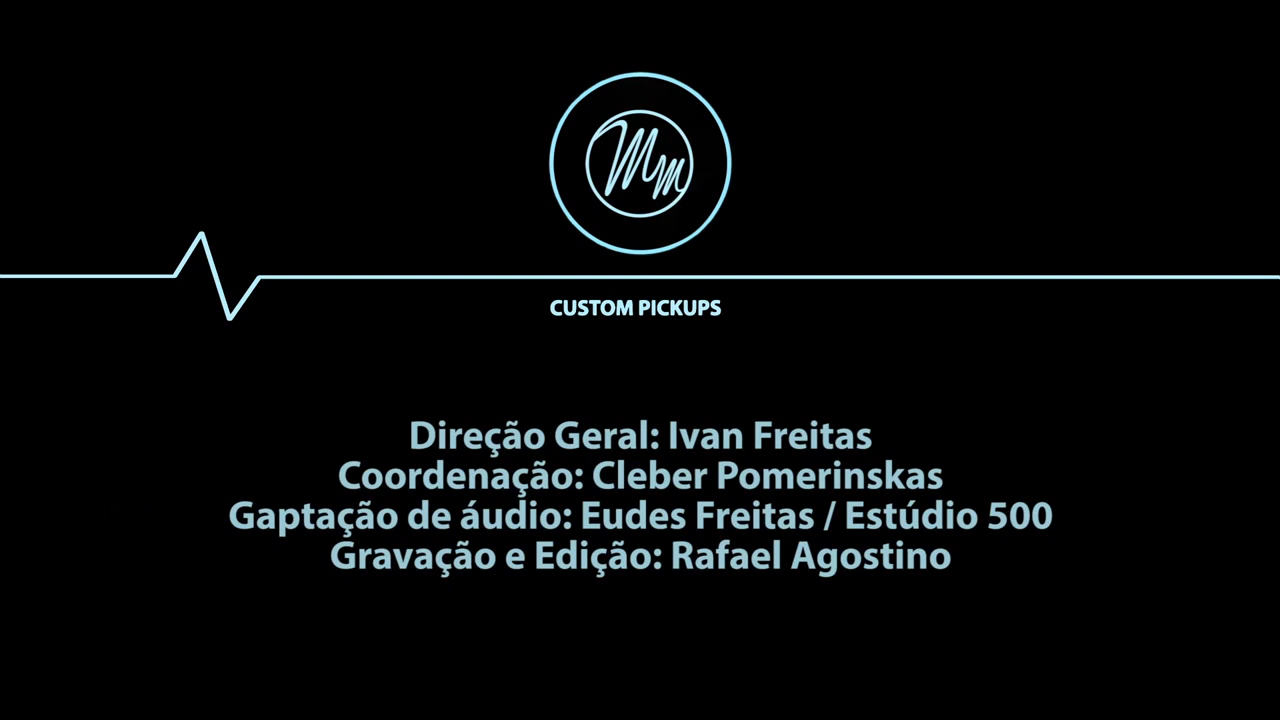 Mm
CUSTOM PICKUPS
Direção Geral: Ivan Freitas
Coordenação: Cleber Pomerinskas
Gaptação de áudio: Eudes Freitas / Estúdio 500
Gravação e Edição: Rafael Agostino